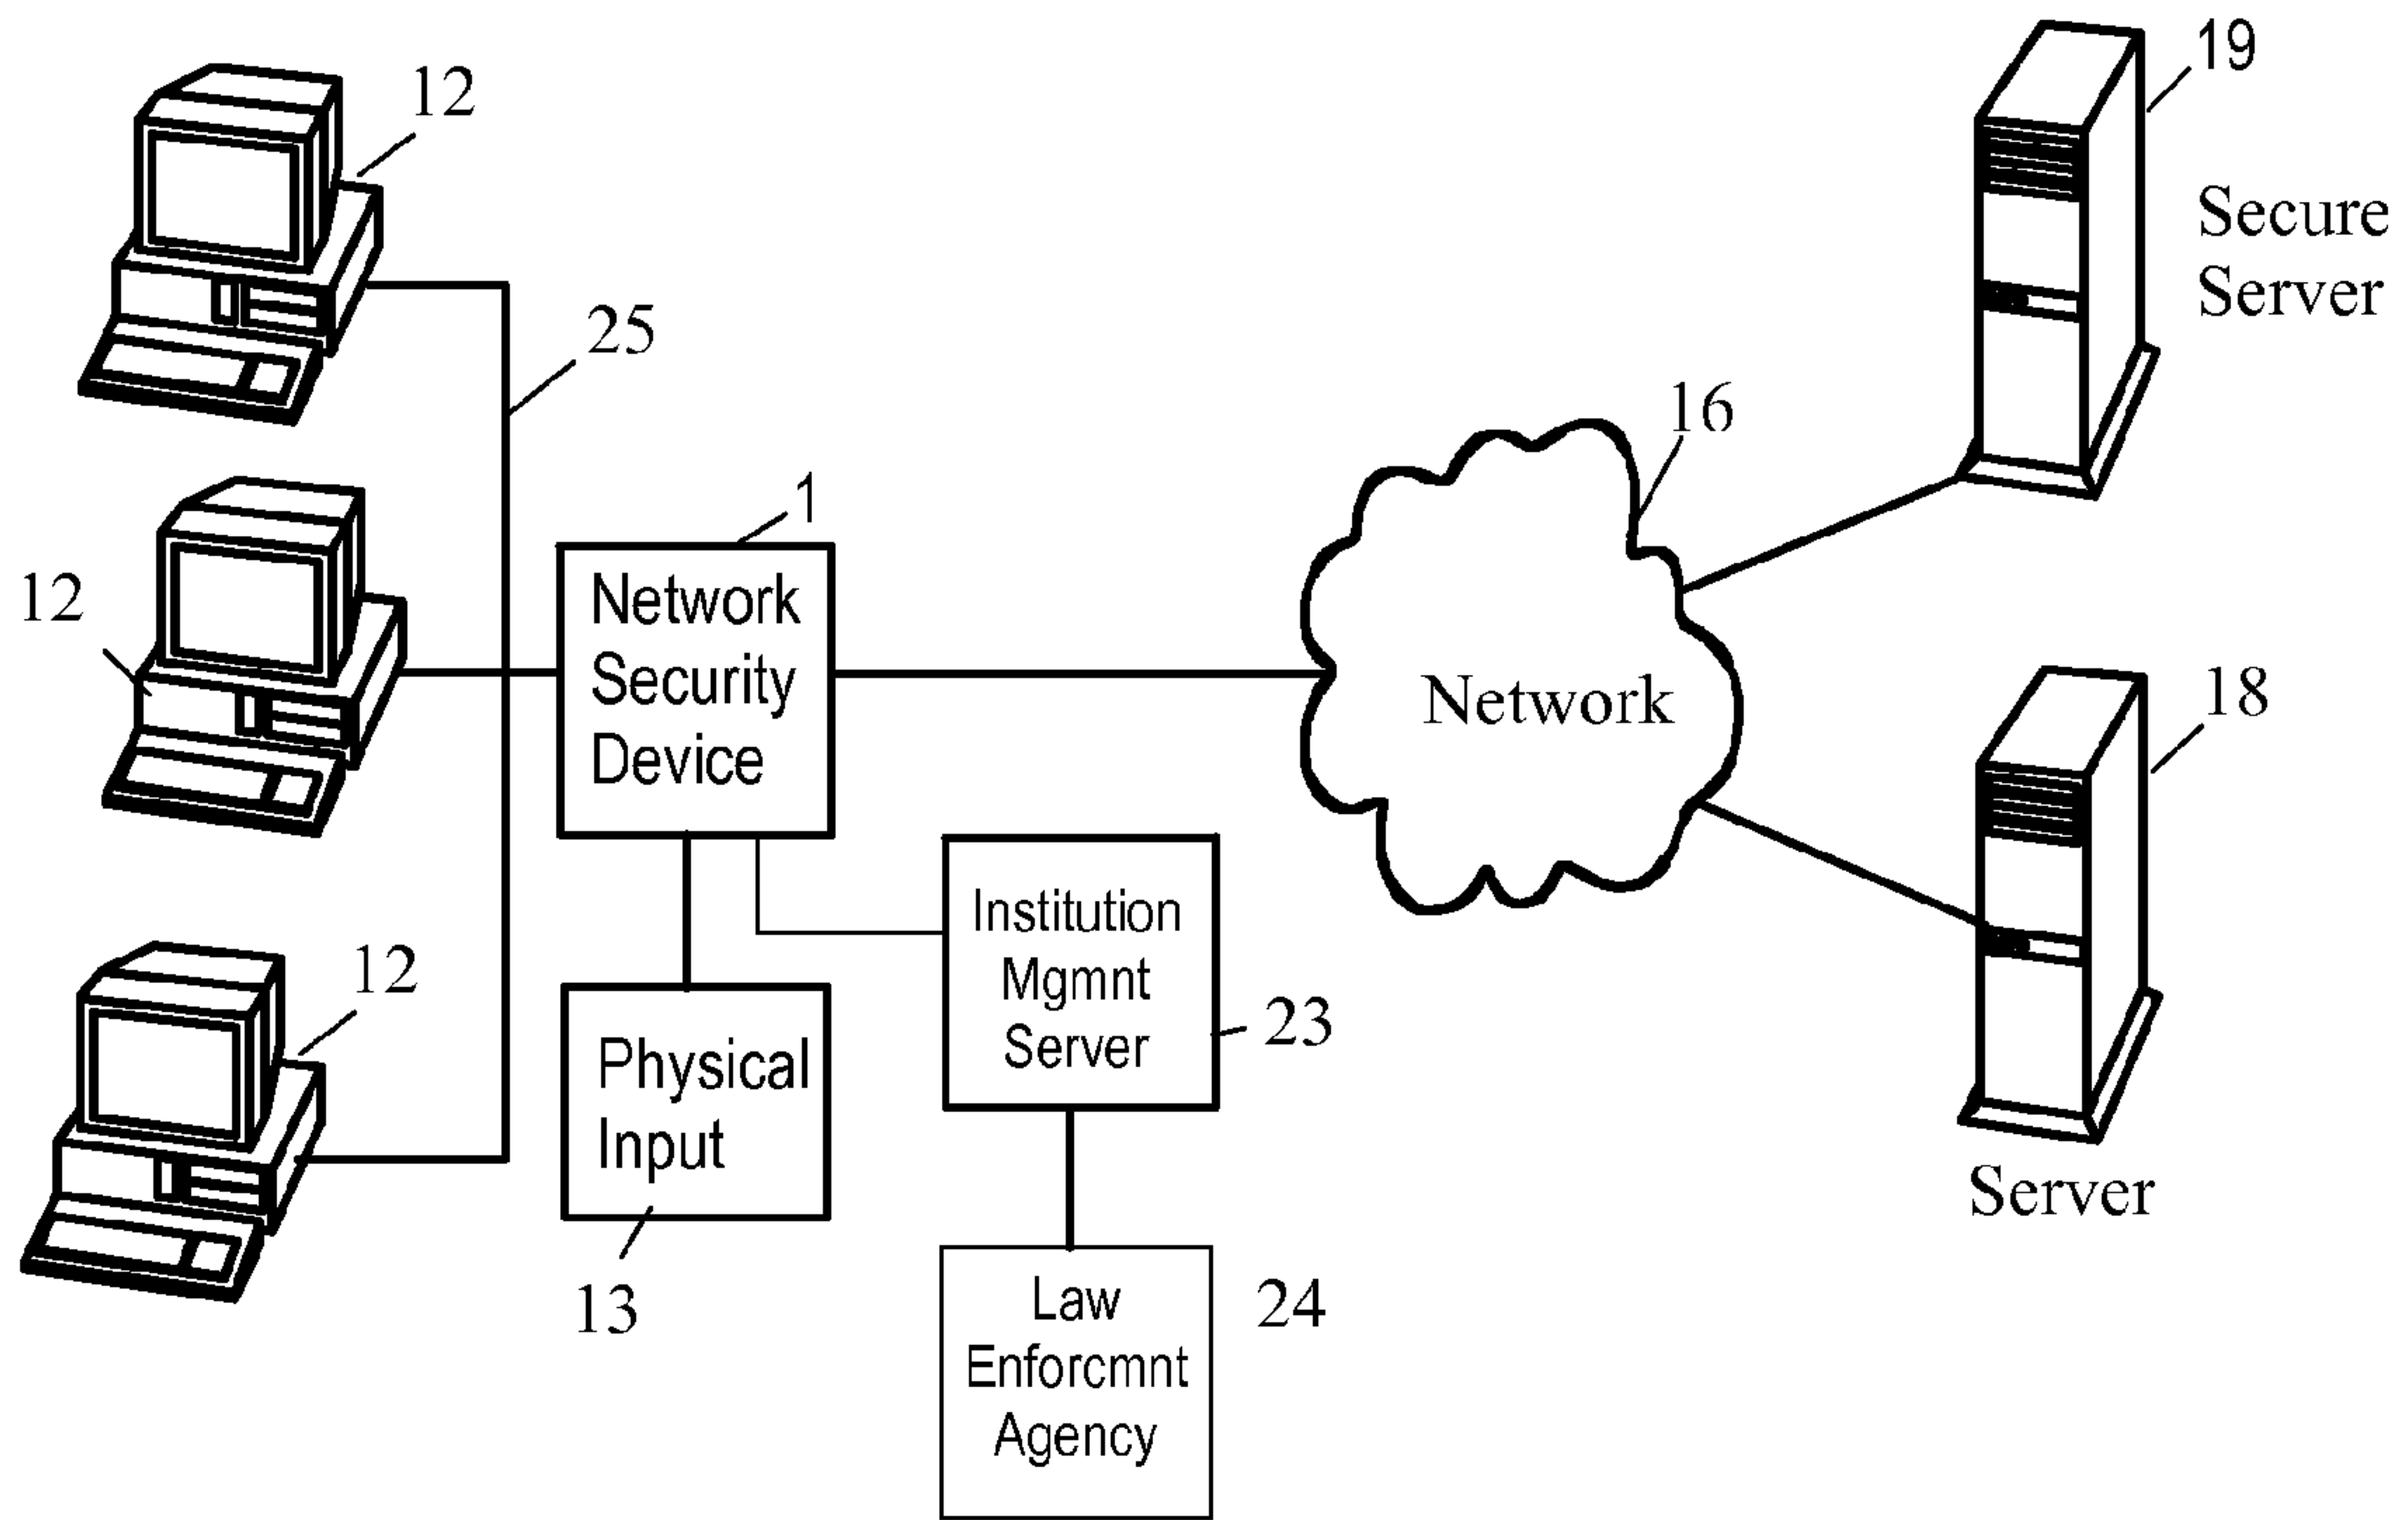 12
25
12
12
1
Network
Security
Device
Physical
Input
13
Institution
Mgmnt
Server
23
Law
Enforcmnt
Agency
24
16
Network
19
Secure
Server
18
Server